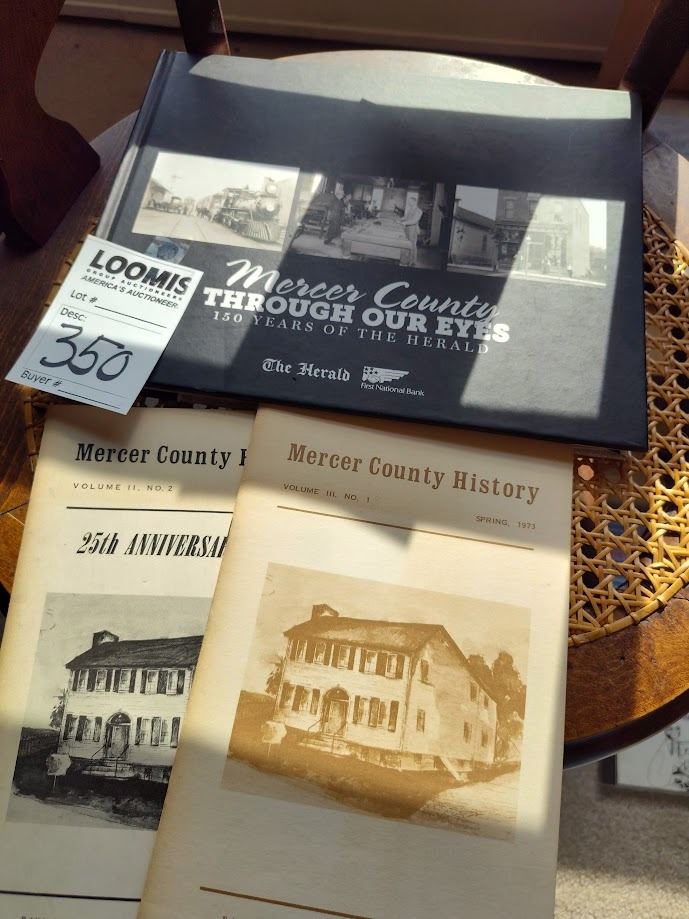 Mercer County
THROUGH OUR EYES
150 YEARS OF THE HERALD
The Herald
First National Bank
LOOMIS
GROUP AUCTIONEERS
AMERICA'S AUCTIONEER
Lot #
Desc:
350
Buyer #
Mercer County H
VOLUME II, NO. 2
25th ANNIVERSAR
Mercer County History
VOLUME III, NO. 1
SPRING, 1973